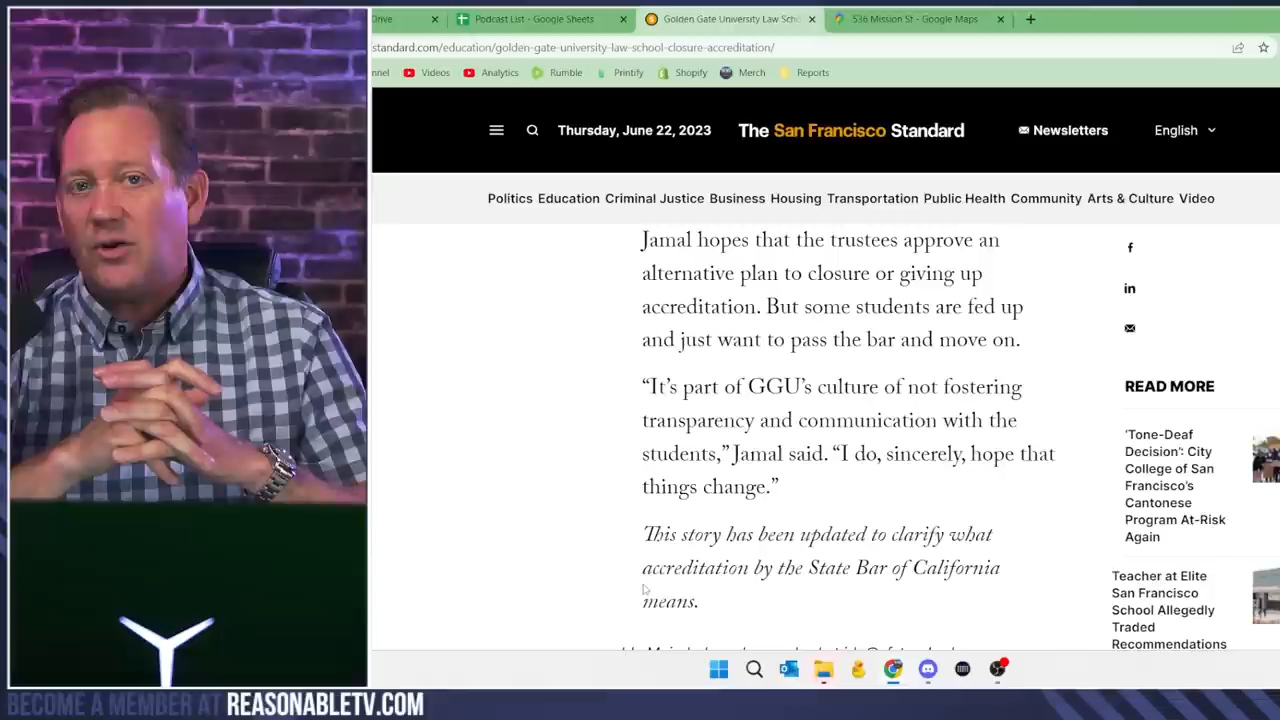 Drive
Podcast List - Google Sheets
Golden Gate University Law Scho
536 Mission St - Google Maps
standard.com/education/golden-gate-university-law-school-closure-accreditation/
nnel
Videos
Analytics
Rumble
Printify
Shopify
Merch
Reports
Thursday, June 22, 2023
The San Francisco Standard
Newsletters
English
Politics Education Criminal Justice Business Housing Transportation Public Health Community Arts & Culture Video
Jamal hopes that the trustees approve an
alternative plan to closure or giving up
accreditation. But some students are fed up
and just want to pass the bar and move on.
“It’s part of GGU’s culture of not fostering
transparency and communication with the
students,” Jamal said. “I do, sincerely, hope that
things change.”
This story has been updated to clarify what
accreditation by the State Bar of California
means.
READ MORE
‘Tone-Deaf
Decision’: City
College of San
Francisco’s
Cantonese
Program At-Risk
Again
Teacher at Elite
San Francisco
School Allegedly
Traded
Recommendations
BECOME A MEMBER AT REASONABLETV.COM